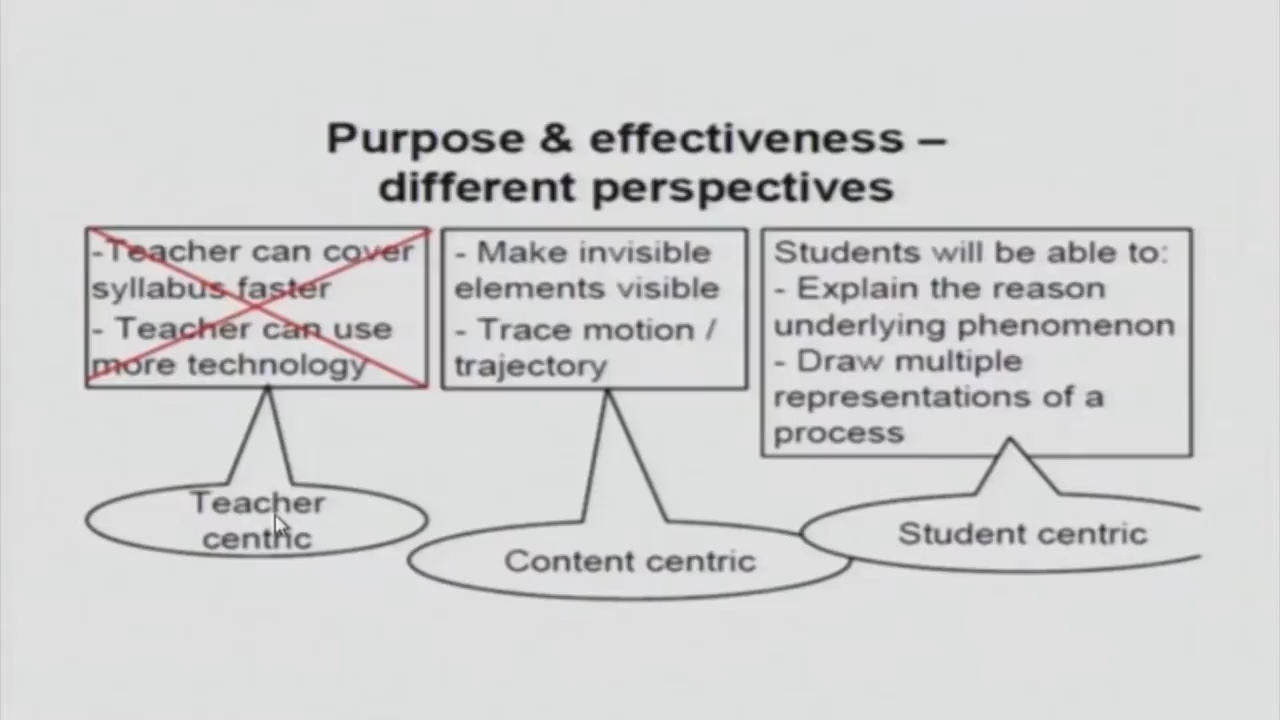 Purpose & effectiveness –
different perspectives
-Teacher can cover
syllabus faster
- Teacher can use
more technology
- Make invisible
elements visible
- Trace motion /
trajectory
Students will be able to:
- Explain the reason
underlying phenomenon
- Draw multiple
representations of a
process
Teacher
centric
Content centric
Student centric